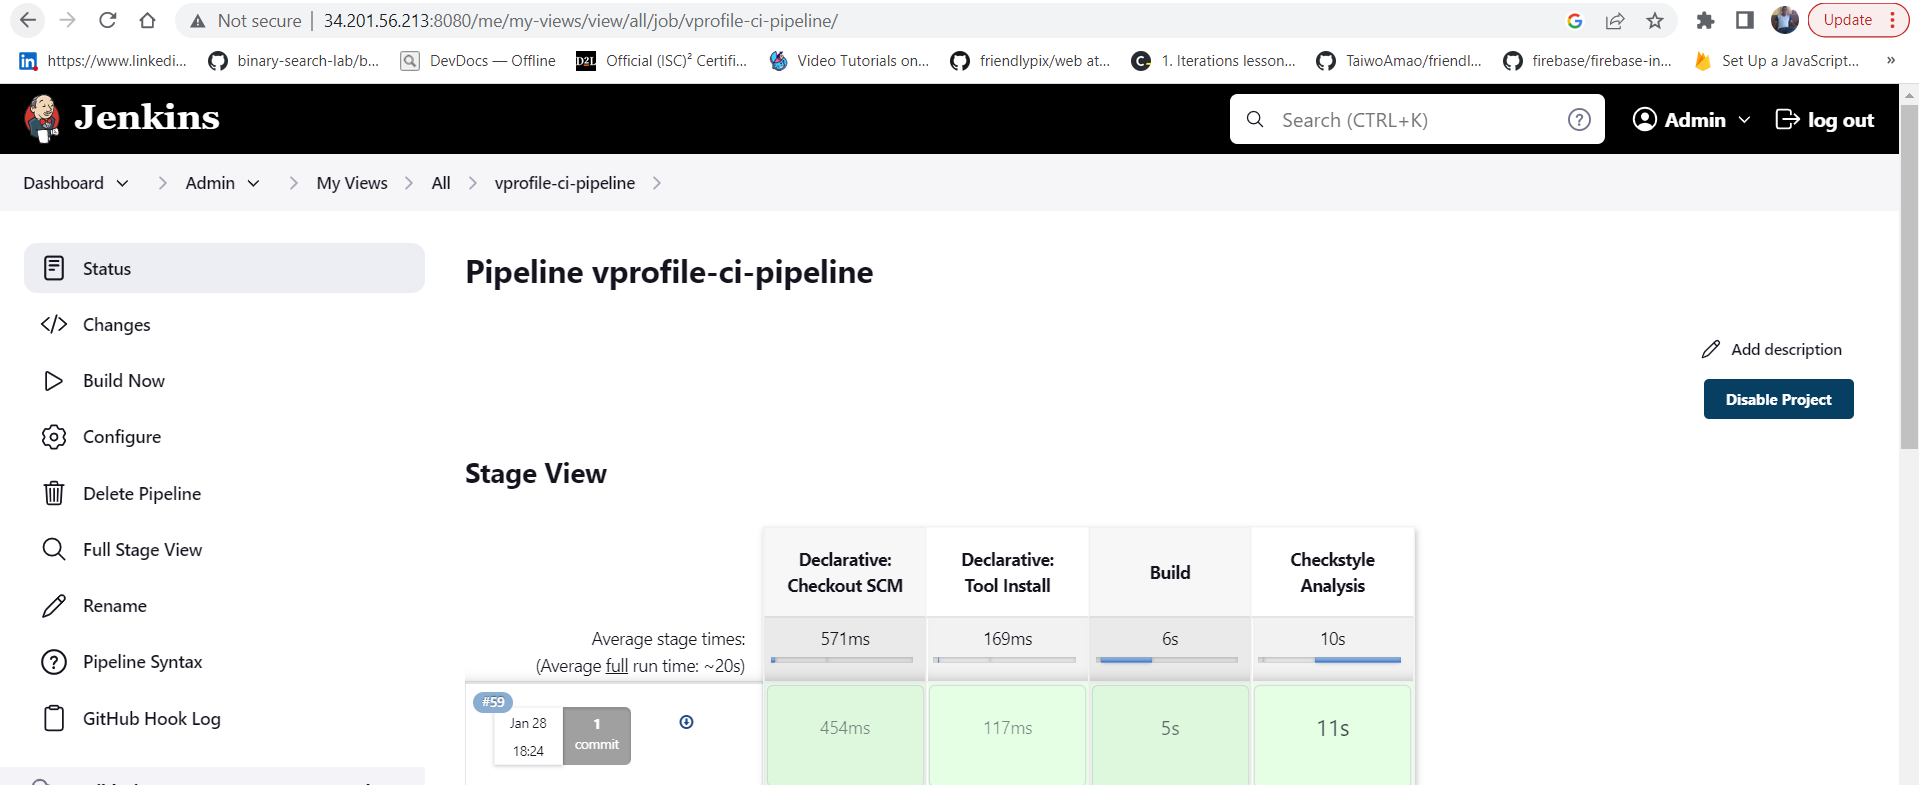 Not secure | 34.201.56.213:8080/me/my-views/view/all/job/vprofile-ci-pipeline/
Update
https://www.linkedi...
binary-search-lab/b...
DevDocs — Offline
D2L
Official (ISC)² Certifi...
Video Tutorials on...
friendlypix/web at...
1. Iterations lesson...
TaiwoAmao/friendl...
firebase/firebase-in...
Set Up a JavaScript...
»
Jenkins
Search (CTRL+K)
?
Admin
log out
Dashboard
Admin
My Views
All
vprofile-ci-pipeline
Status
Changes
Build Now
Configure
Delete Pipeline
Full Stage View
Rename
Pipeline Syntax
GitHub Hook Log
Pipeline vprofile-ci-pipeline
Add description
Disable Project
Stage View
Declarative:
Checkout SCM
Declarative:
Tool Install
Build
Checkstyle
Analysis
Average stage times:
(Average full run time: ~20s)
571ms
169ms
6s
10s
#59
Jan 28
18:24
1
commit
454ms
117ms
5s
11s